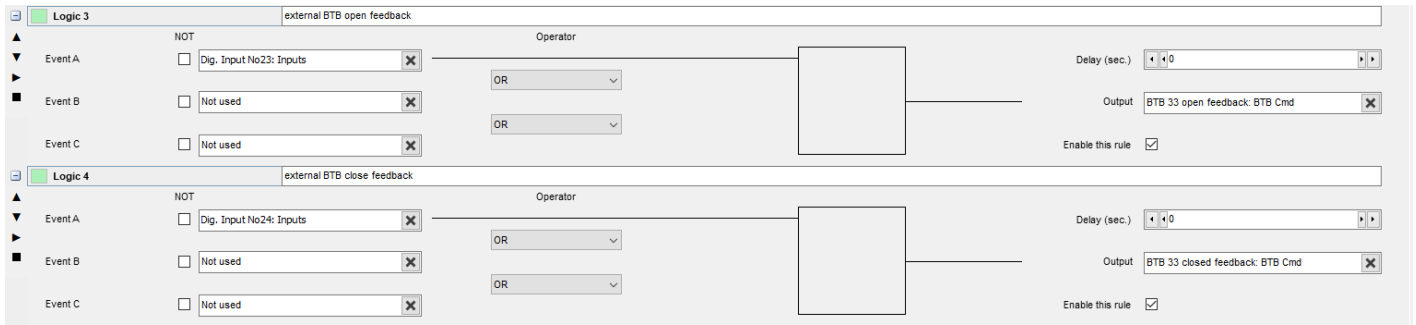 Logic 3 external BTB open feedback
NOT Operator
Event A Dig. Input No23: Inputs Delay (sec.) 0
OR
Event B Not used Output BTB 33 open feedback: BTB Cmd
OR
Event C Not used Enable this rule
Logic 4 external BTB close feedback
NOT Operator
Event A Dig. Input No24: Inputs Delay (sec.) 0
OR
Event B Not used Output BTB 33 closed feedback: BTB Cmd
OR
Event C Not used Enable this rule